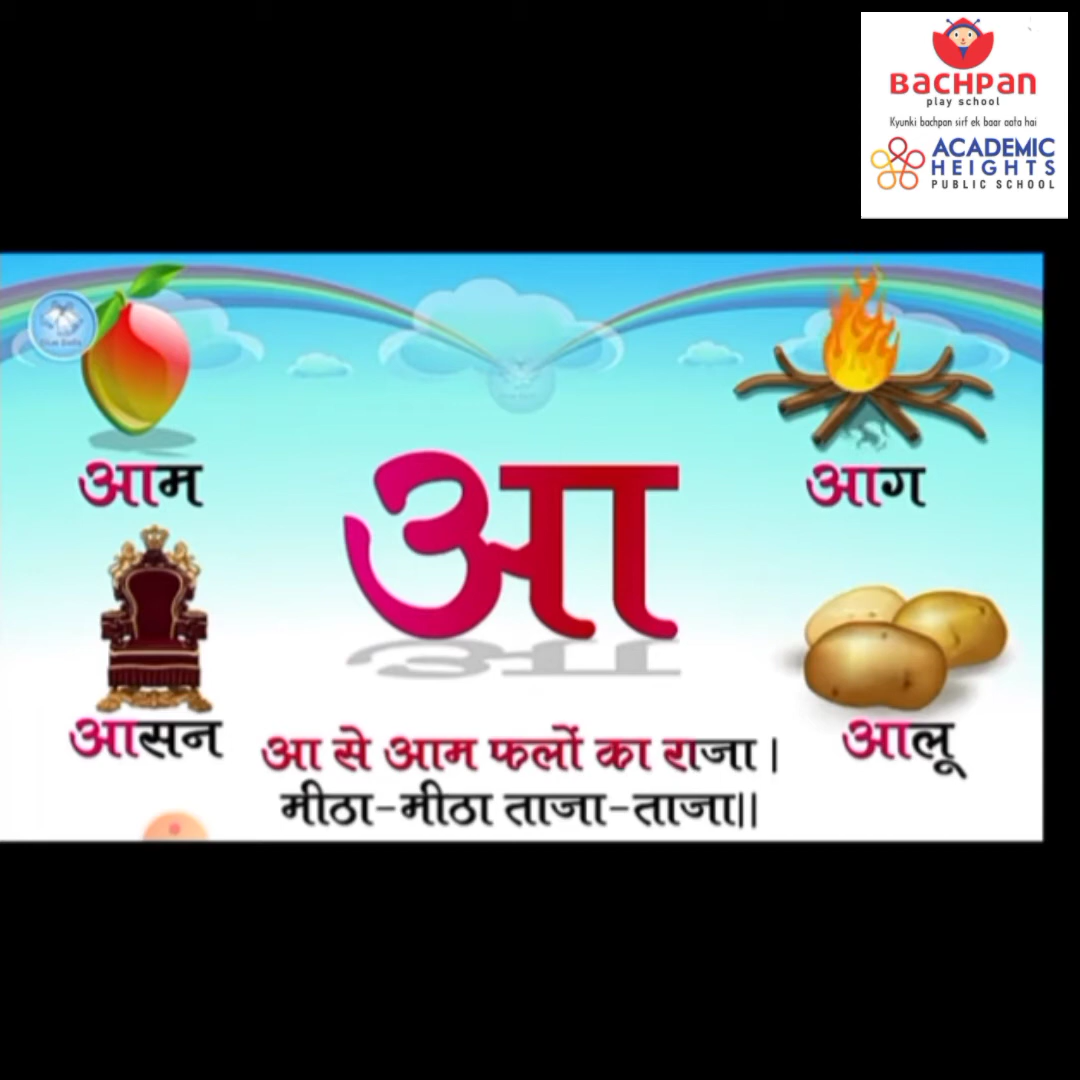 BACHPAN
play school
Kyunki bachpan sirf ek baar aata hai
ACADEMIC
HEIGHTS
PUBLIC SCHOOL
आम
आग
आ
आसन
आलू
आ से आम फलों का राजा |
मीठा-मीठा ताजा-ताजा||